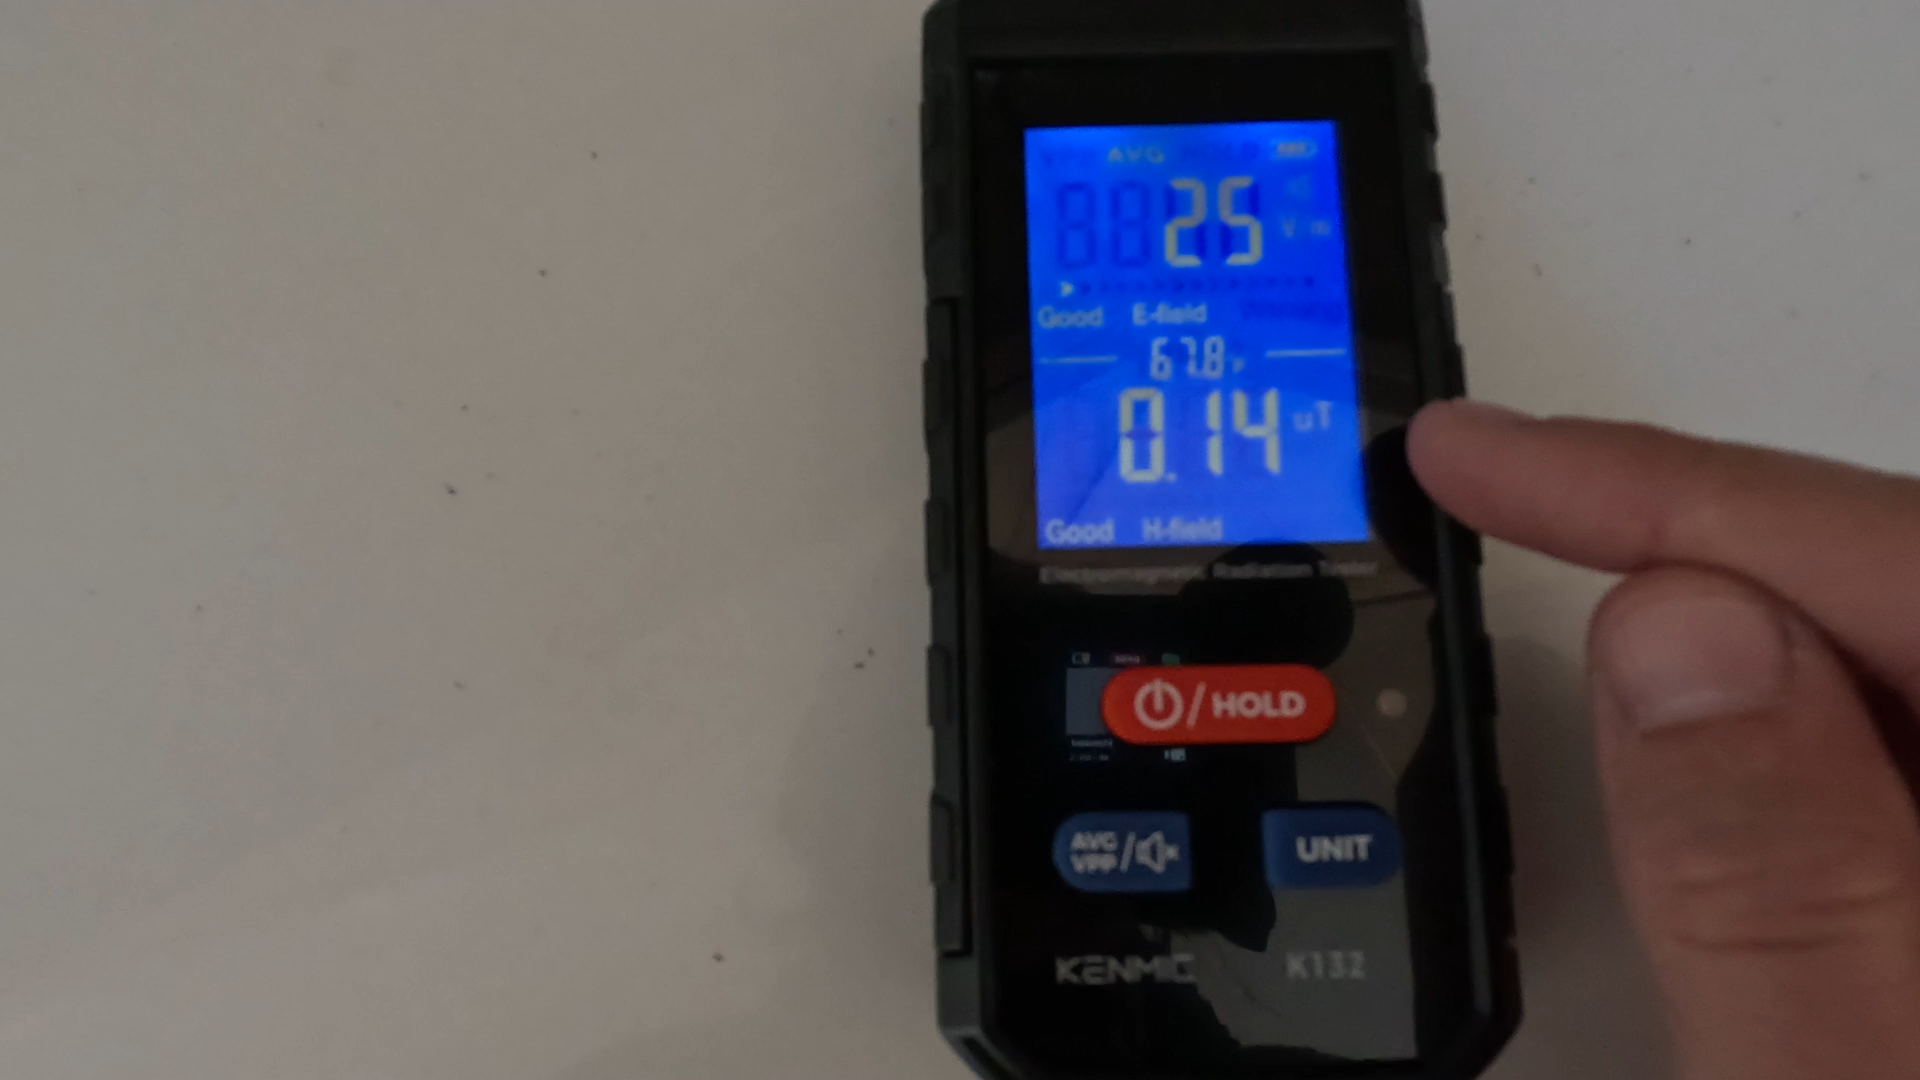 AVG
25 V/m
Good E-field
67.8°F
0.14 uT
Good H-field
Electromagnetic Radiation Tester
/ HOLD
AVG
VPP /
UNIT
KENMIC K132